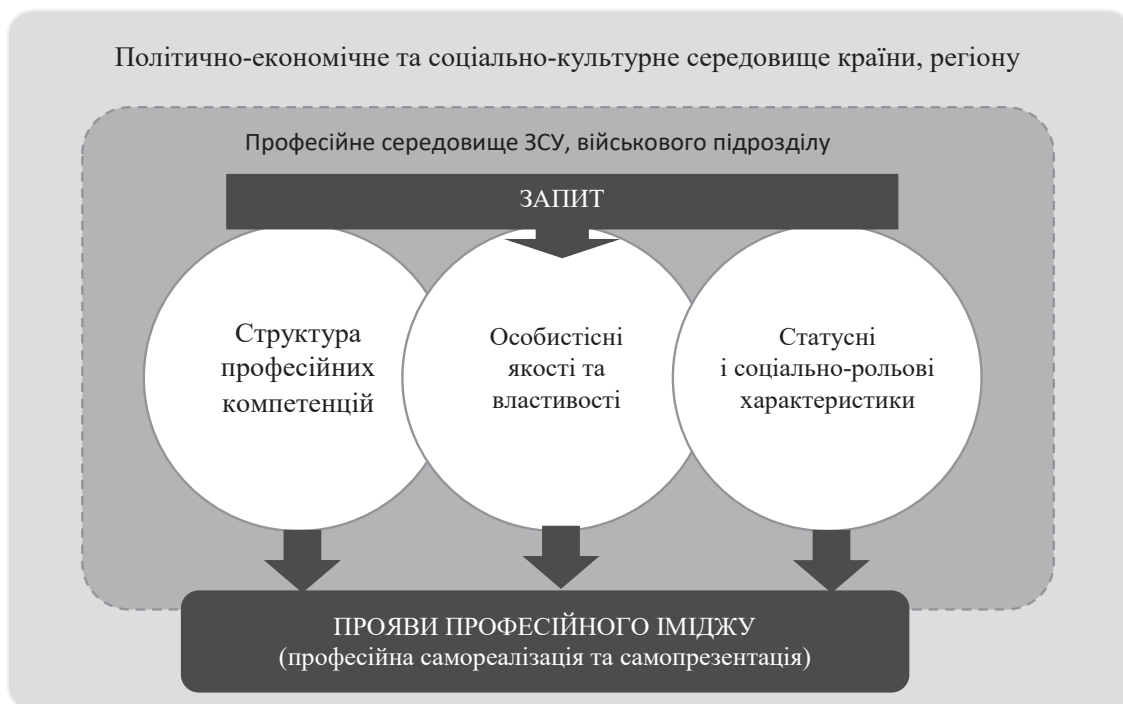 Політично-економічне та соціально-культурне середовище країни, регіону
Професійне середовище ЗСУ, військового підрозділу
ЗАПИТ
Структура
професійних
компетенцій
Особистісні
якості та
властивості
Статусні
і соціально-рольові
характеристики
ПРОЯВИ ПРОФЕСІЙНОГО ІМІДЖУ
(професійна самореалізація та самопрезентація)